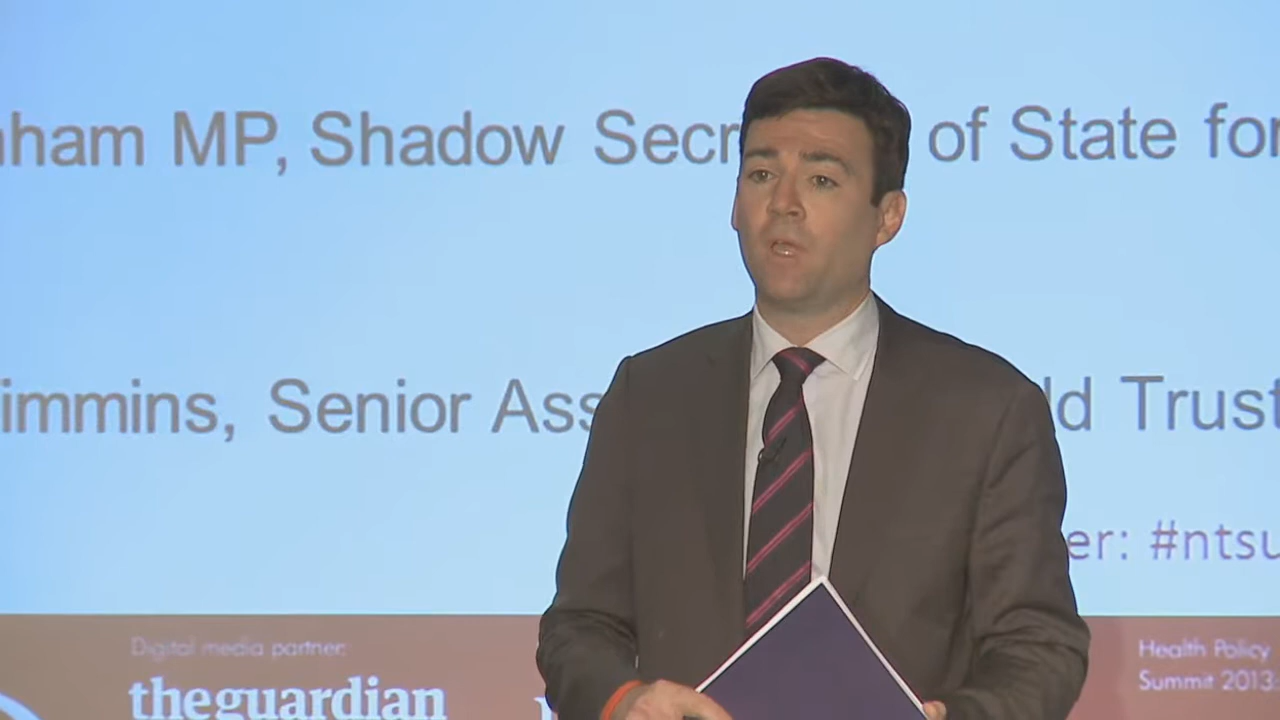 ham MP, Shadow Secr of State for
immins, Senior Ass ld Trust
er: #ntsu
Digital media partner:
theguardian
Health Policy
Summit 2013: